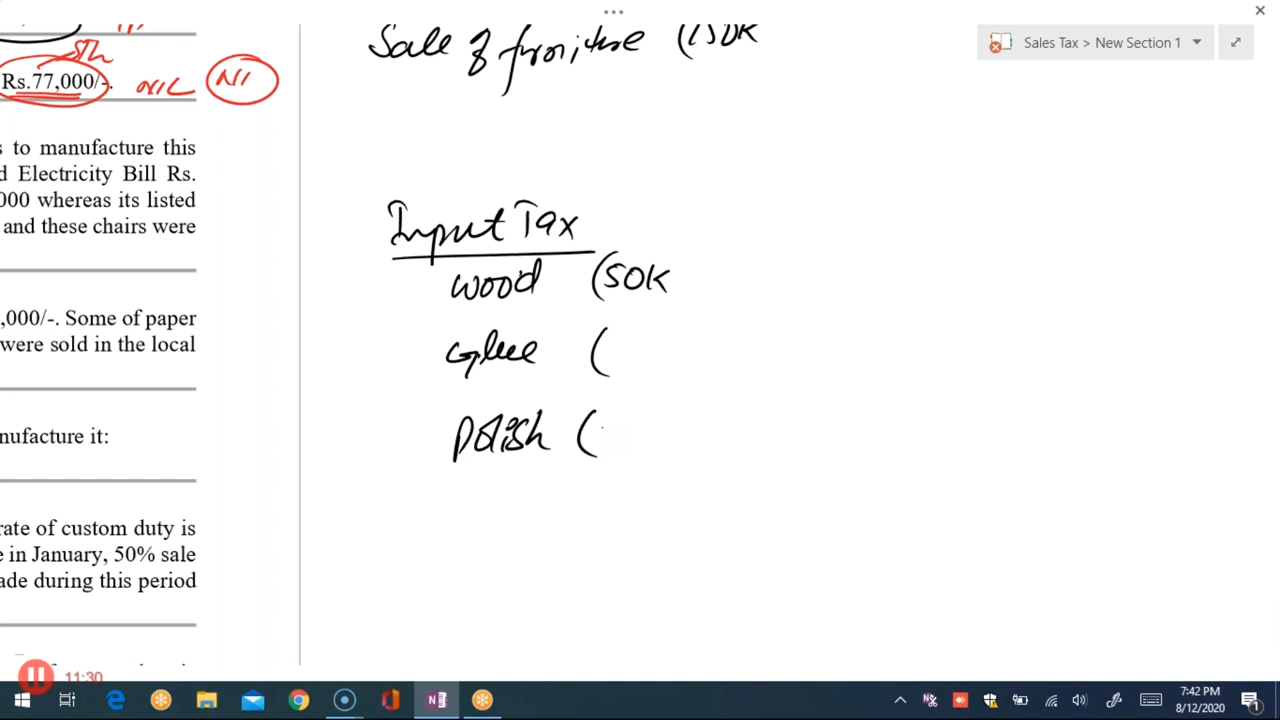 Sale of furniture (150K
Sales Tax > New Section 1
5th
Rs.77,000/-.
Nil
s to manufacture this
d Electricity Bill Rs.
000 whereas its listed
and these chairs were
Input Tax
wood (50K
,000/-. Some of paper
were sold in the local
Glue (
nufacture it:
Polish (
rate of custom duty is
e in January, 50% sale
ade during this period
11:30
7:42 PM
8/12/2020